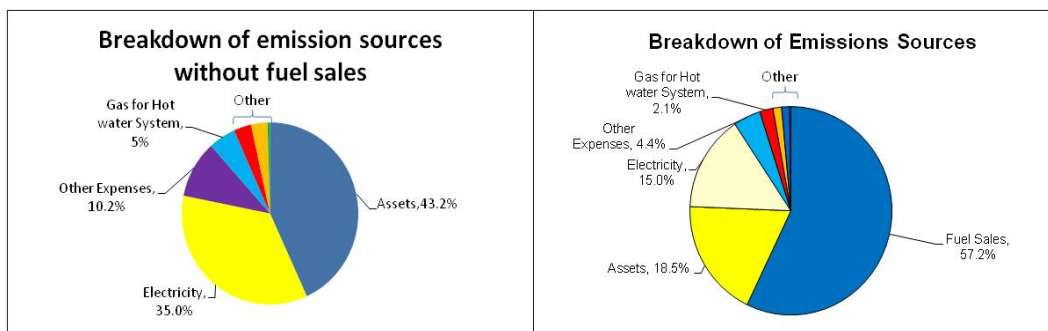 Breakdown of emission sources
without fuel sales
Other
Gas for Hot
water System,
5%
Other Expenses,
10.2%
Assets,43.2%
Electricity,
35.0%
Breakdown of Emissions Sources
Gas for Hot
water System,
2.1%
Other
Other
Expenses, 4.4%
Electricity,
15.0%
Assets, 18.5%
Fuel Sales,
57.2%